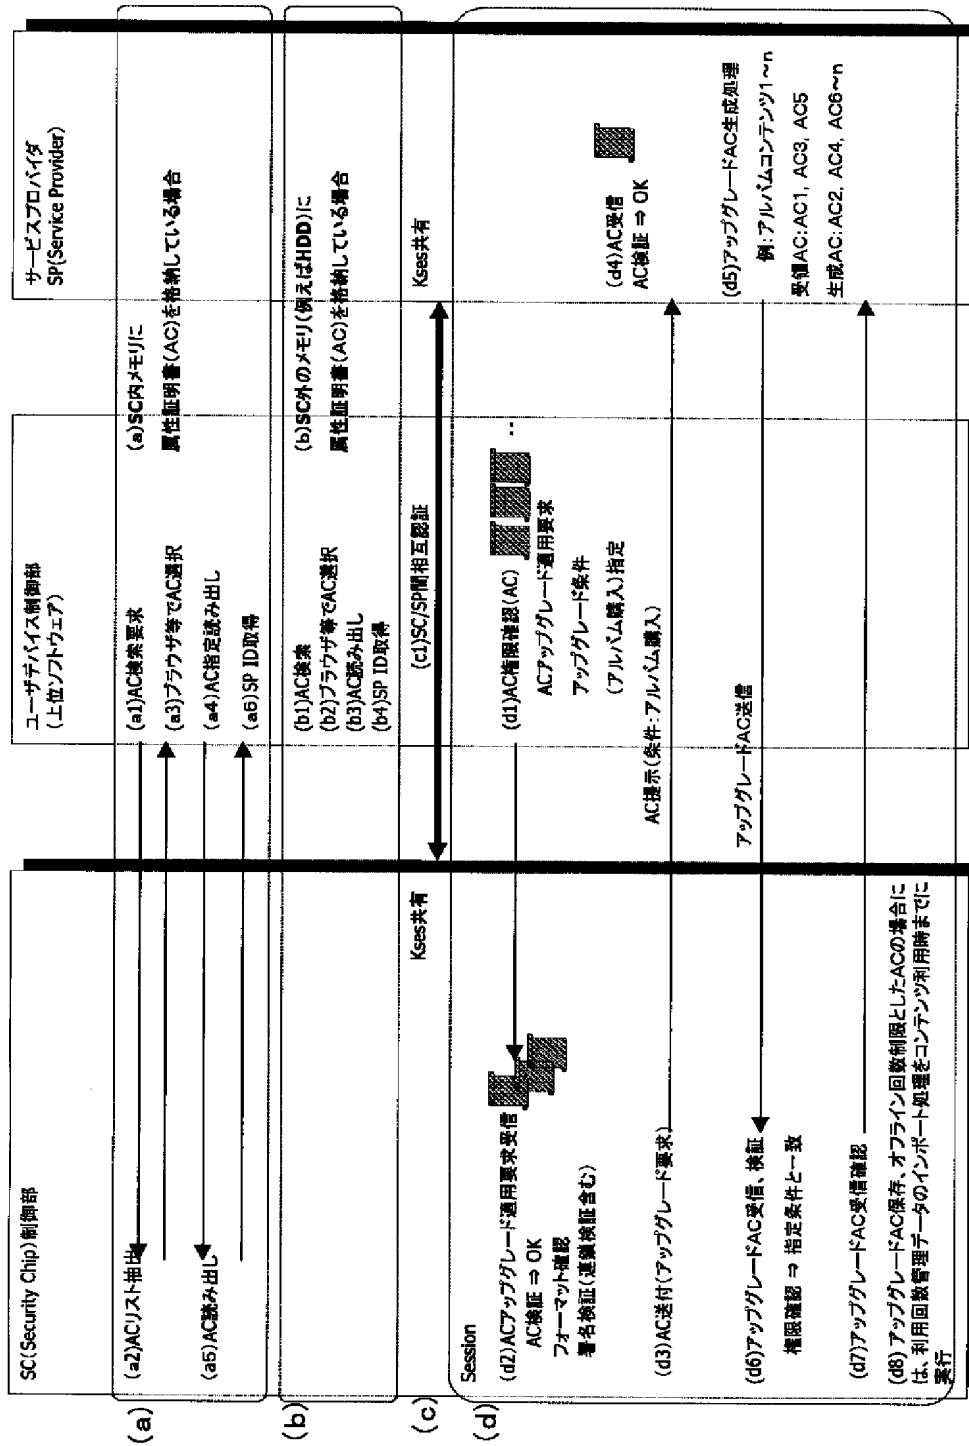 SC(Security Chip)制御部
ユーザデバイス制御部
(上位ソフトウェア)
サービスプロバイダ
SP(Service Provider)
(a)
(a2)ACリスト抽出
(a5)AC読み出し
(a1)AC検索要求
(a3)ブラウザ等でAC選択
(a4)AC指定読み出し
(a6)SP ID取得
(a)SC内メモリに
属性証明書(AC)を格納している場合
(b)
(b1)AC検索
(b2)ブラウザ等でAC選択
(b3)AC読み出し
(b4)SP ID取得
(b)SC外のメモリ(例えばHDD)に
属性証明書(AC)を格納している場合
(c)
Kses共有
(c1)SC/SP間相互認証
Kses共有
(d)
Session
(d2)ACアップグレード適用要求受信
AC検証 ⇒ OK
フォーマット確認
署名検証(連鎖検証含む)
(d1)AC権限確認(AC)
ACアップグレード適用要求
アップグレード条件
(アルバム購入)指定
(d3)AC送付(アップグレード要求)
AC提示(条件:アルバム購入)
(d4)AC受信
AC検証 ⇒ OK
(d5)アップグレードAC生成処理
例:アルバムコンテンツ1~n
受領AC:AC1, AC3, AC5
生成AC:AC2, AC4, AC6~n
アップグレードAC送信
(d6)アップグレードAC受信、検証
権限確認 ⇒ 指定条件と一致
(d7)アップグレードAC受信確認
(d8)アップグレードAC保存、オフライン回数制限としたACの場合に
は、利用回数管理データのインポート処理をコンテンツ利用時までに
実行